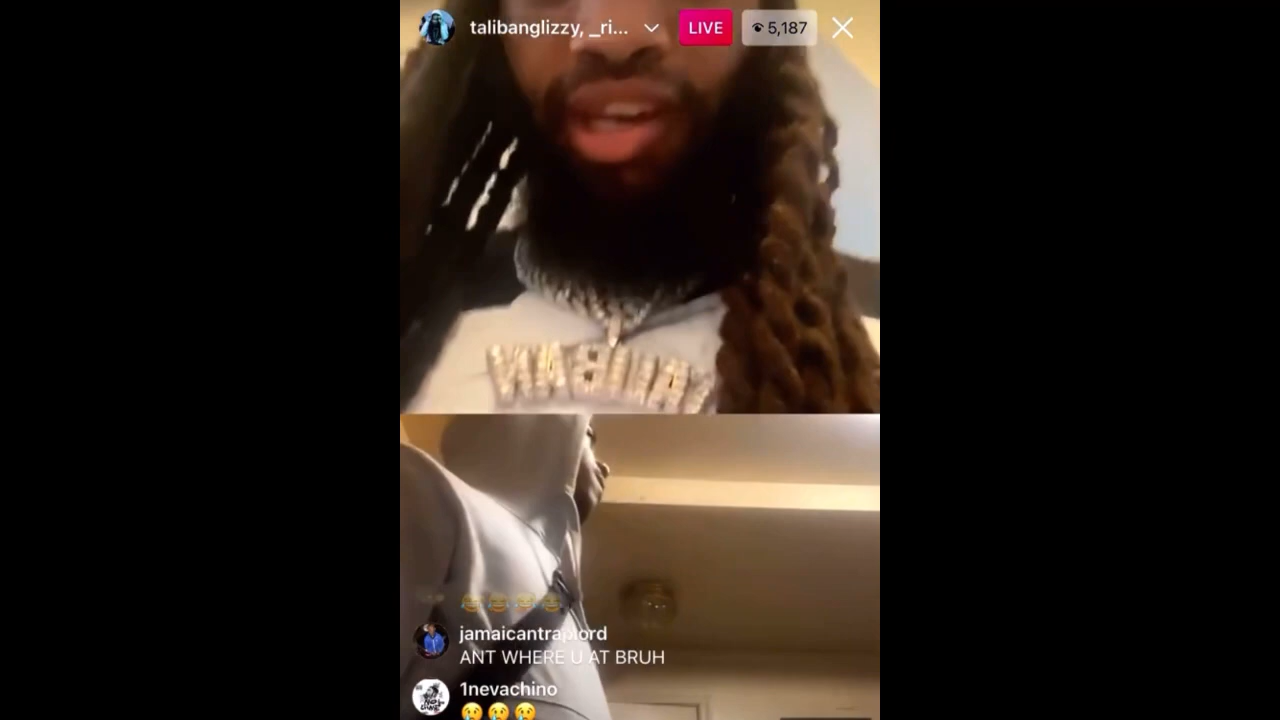 talibanglizzy, _ri...
LIVE
5,187
jamaicantraplord
ANT WHERE U AT BRUH
1nevachino